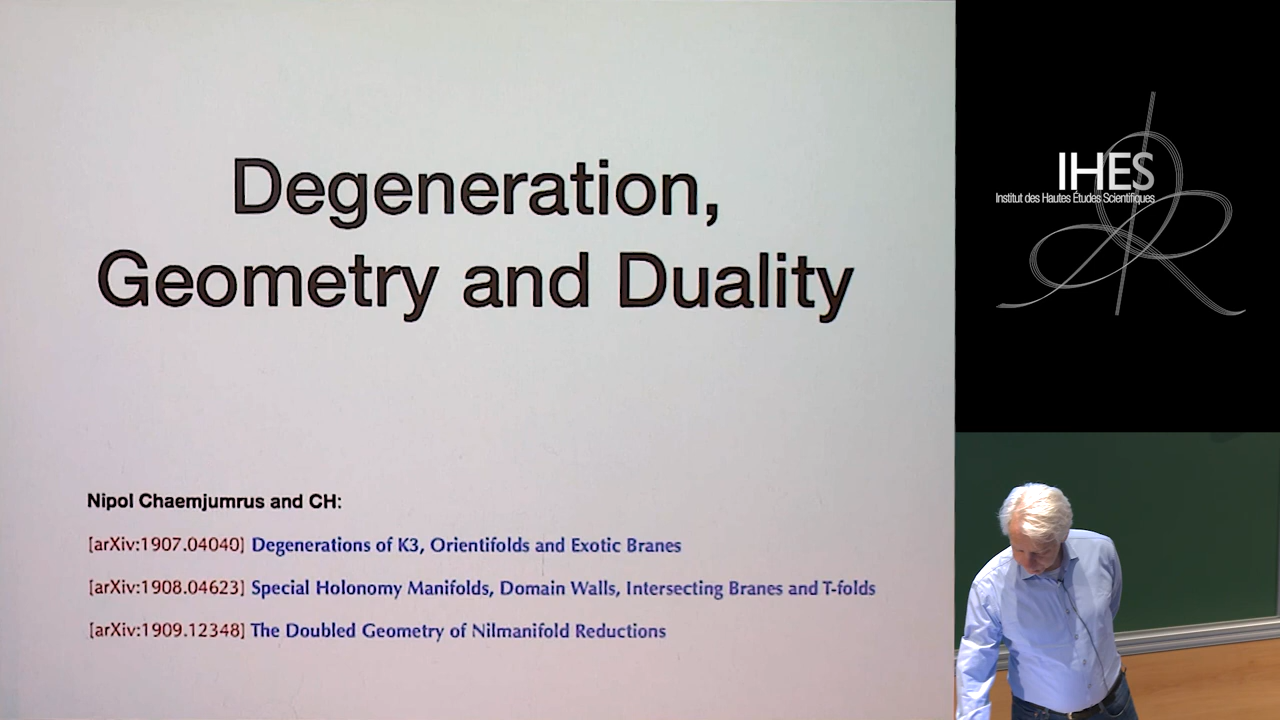 Degeneration,
Geometry and Duality
Nipol Chaemjumrus and CH:
[arXiv:1907.04040] Degenerations of K3, Orientifolds and Exotic Branes
[arXiv:1908.04623] Special Holonomy Manifolds, Domain Walls, Intersecting Branes and T-folds
[arXiv:1909.12348] The Doubled Geometry of Nilmanifold Reductions
IHES
Institut des Hautes Études Scientifiques